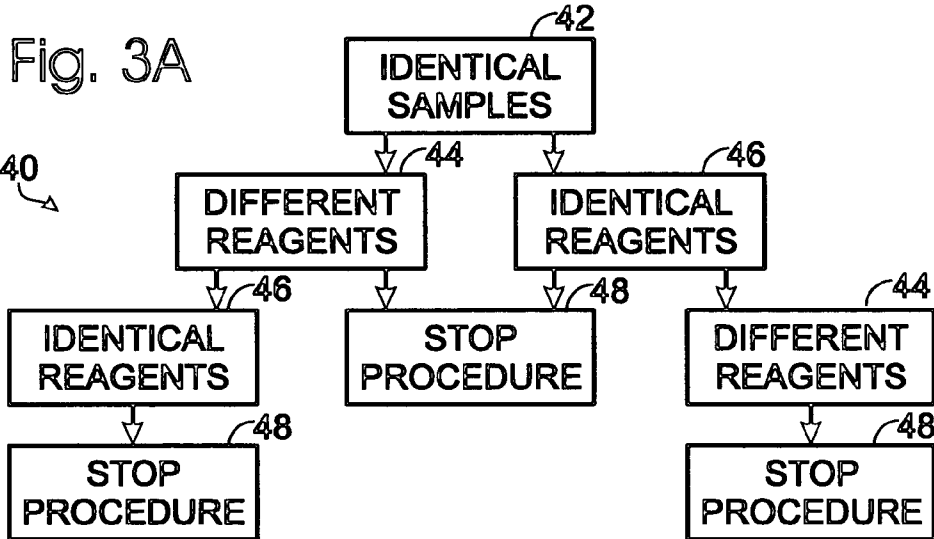 Fig. 3A
42
IDENTICAL
SAMPLES
40
44
DIFFERENT
REAGENTS
46
IDENTICAL
REAGENTS
46
IDENTICAL
REAGENTS
48
STOP
PROCEDURE
44
DIFFERENT
REAGENTS
48
STOP
PROCEDURE
48
STOP
PROCEDURE